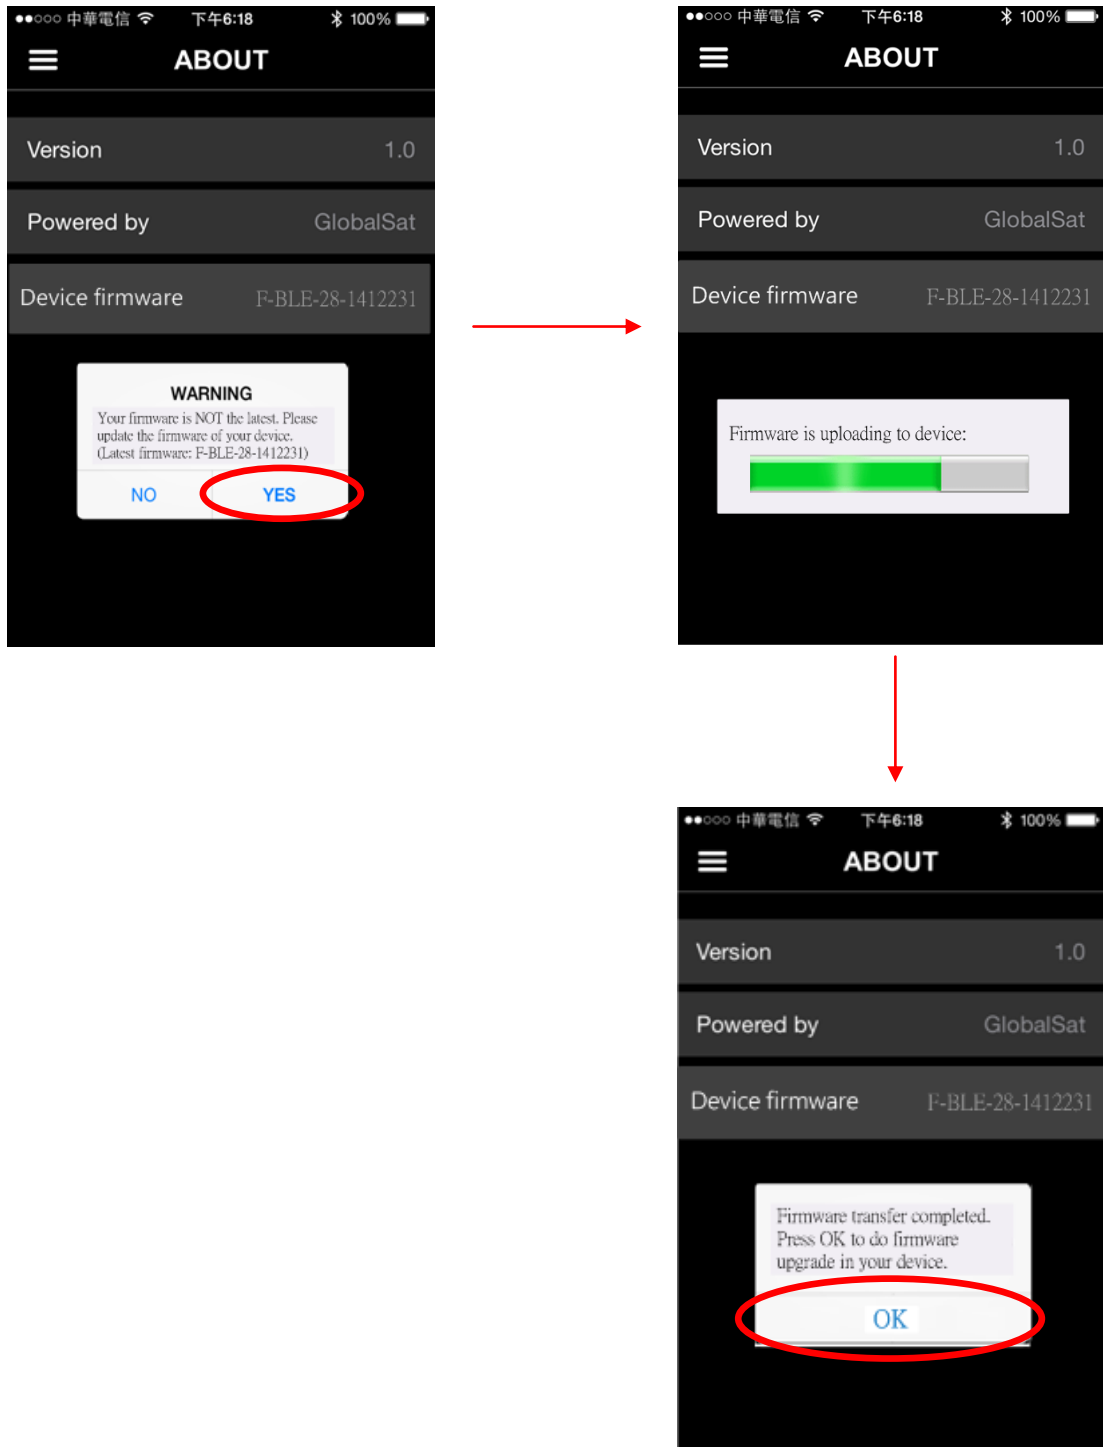 中華電信 下午6:18 100%
ABOUT
Version 1.0
Powered by GlobalSat
Device firmware F-BLE-28-1412231
WARNING
Your firmware is NOT the latest. Please
update the firmware of your device.
(Latest firmware: F-BLE-28-1412231)
NO YES
中華電信 下午6:18 100%
ABOUT
Version 1.0
Powered by GlobalSat
Device firmware F-BLE-28-1412231
Firmware is uploading to device:
中華電信 下午6:18 100%
ABOUT
Version 1.0
Powered by GlobalSat
Device firmware F-BLE-28-1412231
Firmware transfer completed.
Press OK to do firmware
upgrade in your device.
OK